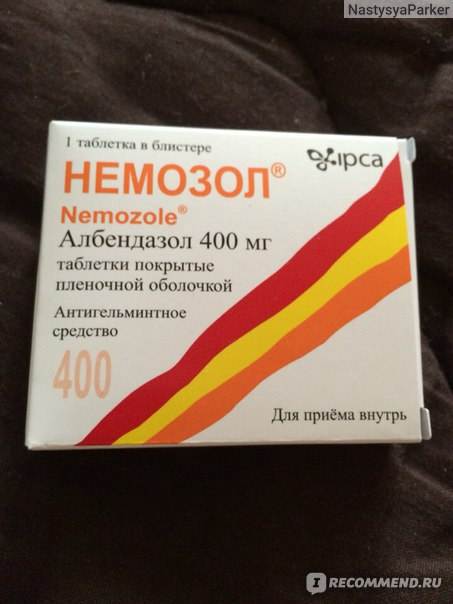 NastysyaParker
1 таблетка в блистере
ipca
НЕМОЗОЛ®
Nemozole®
Албендазол 400 мг
таблетки покрытые
пленочной оболочкой
Антигельминтное
средство
400
Для приёма внутрь
I RECOMMEND.RU